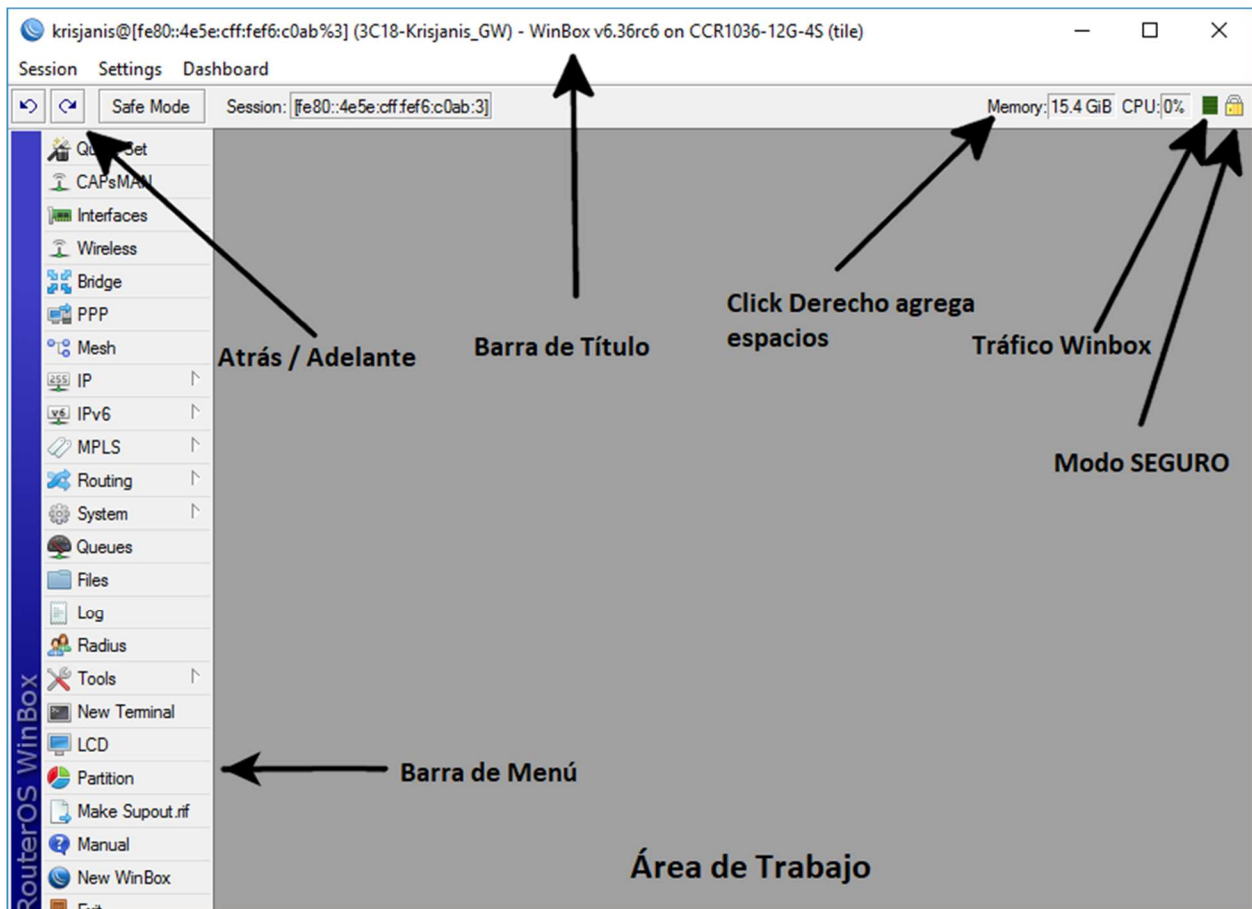 krisjanis@[fe80::4e5e:cff:fef6:c0ab%3] (3C18-Krisjanis_GW) - WinBox v6.36rc6 on CCR1036-12G-4S (tile)
Session Settings Dashboard
Safe Mode Session: [fe80::4e5e:cff:fef6:c0ab:3] Memory: 15.4 GiB CPU: 0%
Set
CAPsMAN
Interfaces
Wireless
Bridge
PPP
Mesh
255 IP
v6 IPv6
MPLS
Routing
System
Queues
Files
Log
Radius
Tools
New Terminal
LCD
Partition
Make Supout.rif
Manual
New WinBox
Exit
RouterOS WinBox
Atrás / Adelante
Barra de Título
Click Derecho agrega
espacios
Tráfico Winbox
Modo SEGURO
Barra de Menú
Área de Trabajo